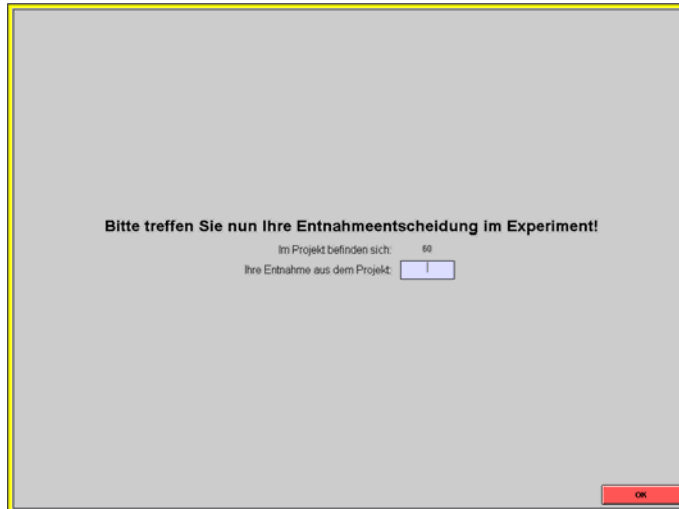 Bitte treffen Sie nun Ihre Entnahmeentscheidung im Experiment!
Im Projekt befinden sich: 60
Ihre Entnahme aus dem Projekt:
OK